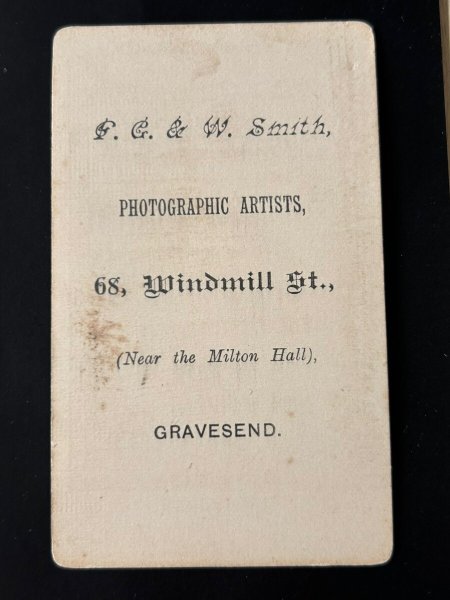 F. G. & W. Smith,
PHOTOGRAPHIC ARTISTS,
68, Windmill St.,
(Near the Milton Hall),
GRAVESEND.